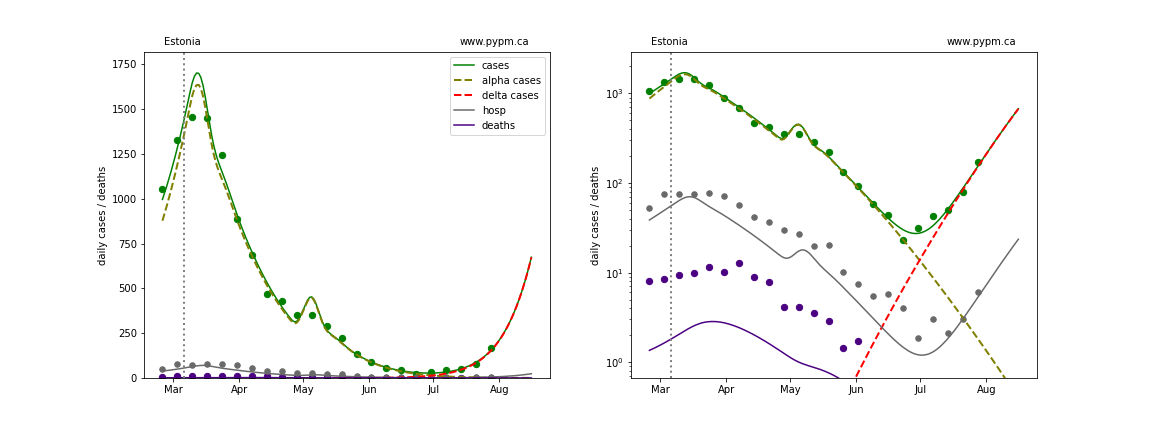 Estonia www.pypm.ca
daily cases / deaths
1750
1500
1250
1000
750
500
250
0
Mar Apr May Jun Jul Aug
cases
alpha cases
delta cases
hosp
deaths
Estonia www.pypm.ca
daily cases / deaths
10³
10²
10¹
10⁰
Mar Apr May Jun Jul Aug